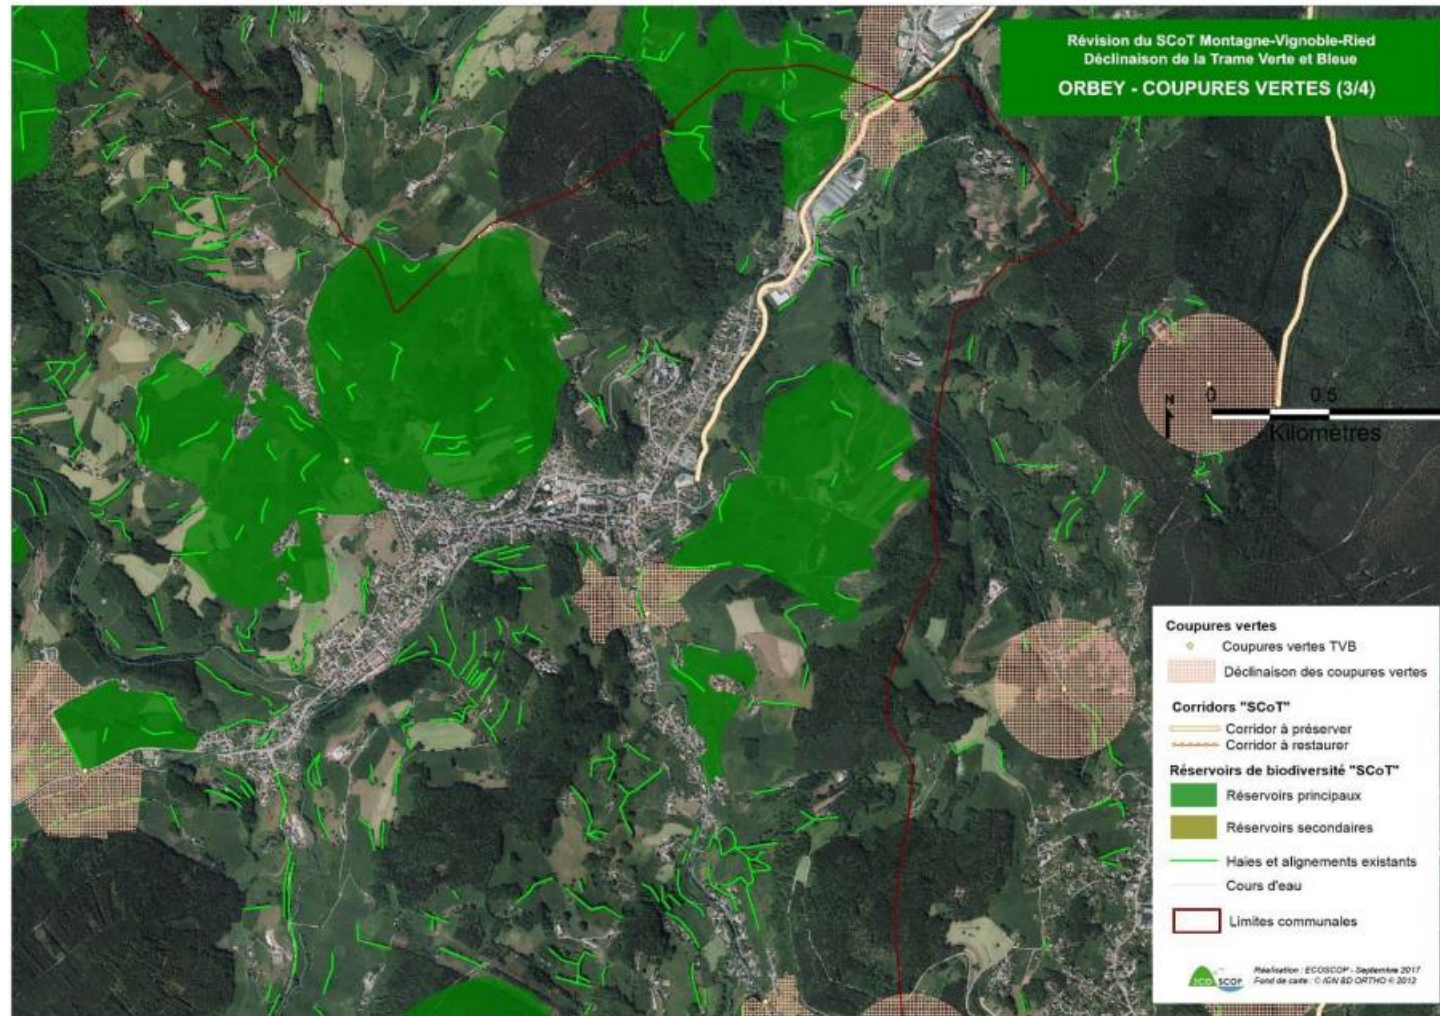 Révision du SCoT Montagne-Vignoble-Ried
Déclinaison de la Trame Verte et Bleue
ORBEY - COUPURES VERTES (3/4)
N
0 0.5
Kilomètres
Coupures vertes
Coupures vertes TVB
Déclinaison des coupures vertes
Corridors "SCoT"
Corridor à préserver
Corridor à restaurer
Réservoirs de biodiversité "SCoT"
Réservoirs principaux
Réservoirs secondaires
Haies et alignements existants
Cours d'eau
Limites communales
ECO SCOP
Réalisation : ECOSCOP - Septembre 2017
Fond de carte : © IGN BD ORTHO ® 2012